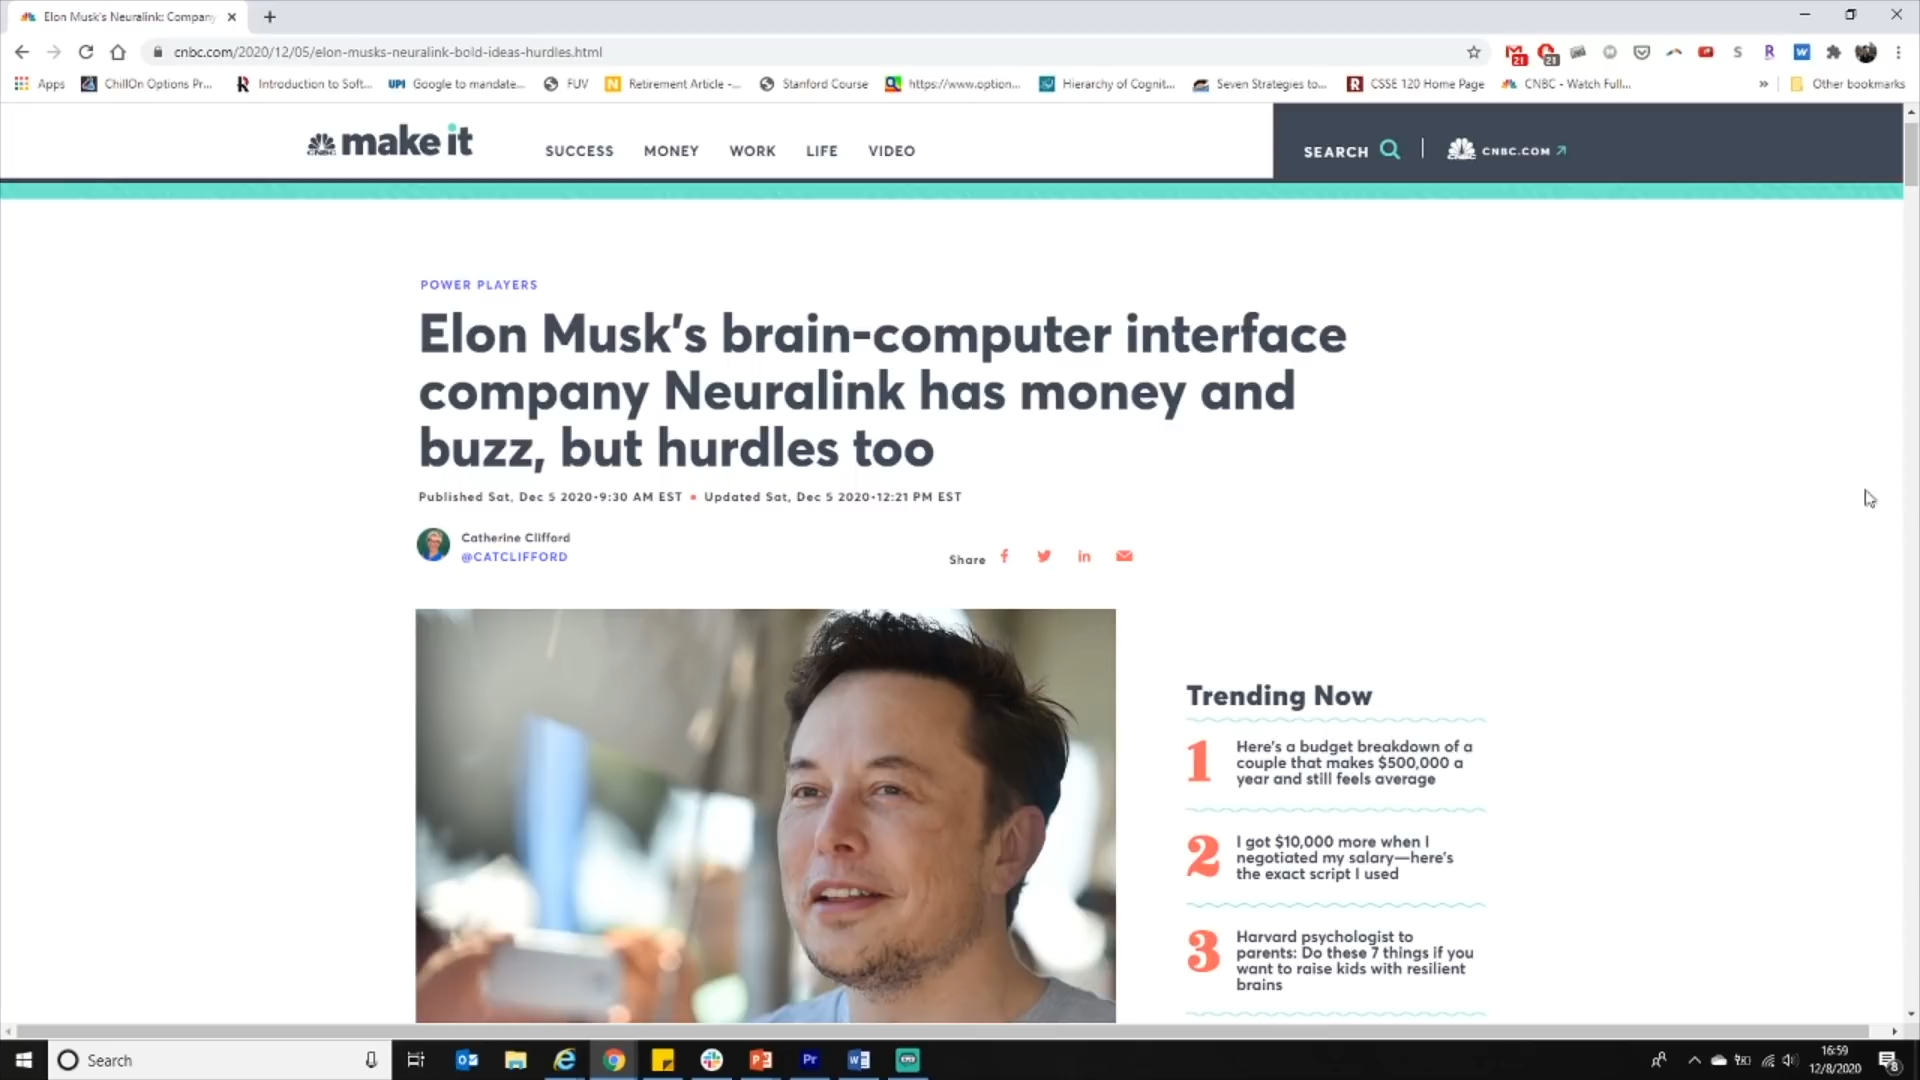 Elon Musk's Neuralink: Company
cnbc.com/2020/12/05/elon-musks-neuralink-bold-ideas-hurdles.html
21
21
S
R
W
Apps
ChillOn Options Pr...
Introduction to Soft...
UPI Google to mandate...
FUV
N Retirement Article -...
Stanford Course
https://www.option...
Hierarchy of Cognit...
Seven Strategies to...
R CSSE 120 Home Page
CNBC - Watch Full...
»
Other bookmarks
CNBC make it
SUCCESS MONEY WORK LIFE VIDEO
SEARCH
CNBC.COM
POWER PLAYERS
Elon Musk's brain-computer interface
company Neuralink has money and
buzz, but hurdles too
Published Sat, Dec 5 2020•9:30 AM EST • Updated Sat, Dec 5 2020•12:21 PM EST
Catherine Clifford
@CATCLIFFORD
Share f in
Trending Now
1
Here's a budget breakdown of a
couple that makes $500,000 a
year and still feels average
2
I got $10,000 more when I
negotiated my salary—here's
the exact script I used
3
Harvard psychologist to
parents: Do these 7 things if you
want to raise kids with resilient
brains
Search
Pr
16:59
12/8/2020
8